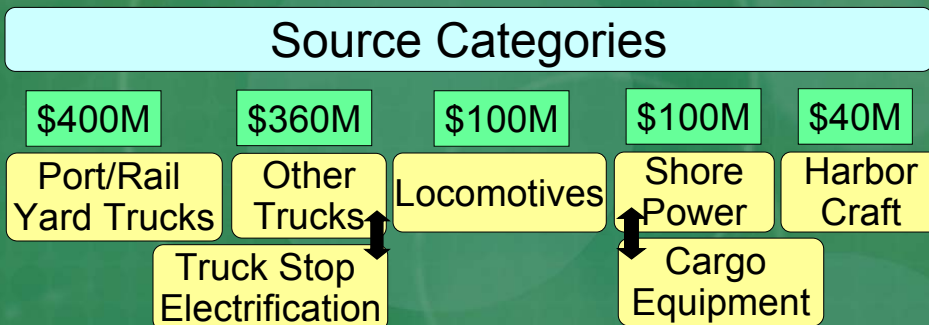 Source Categories
$400M
$360M
$100M
$100M
$40M
Port/Rail
Yard Trucks
Other
Trucks
Locomotives
Shore
Power
Harbor
Craft
Truck Stop
Electrification
Cargo
Equipment